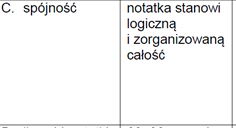 C. spójność
notatka stanowi
logiczną
i zorganizowaną
całość